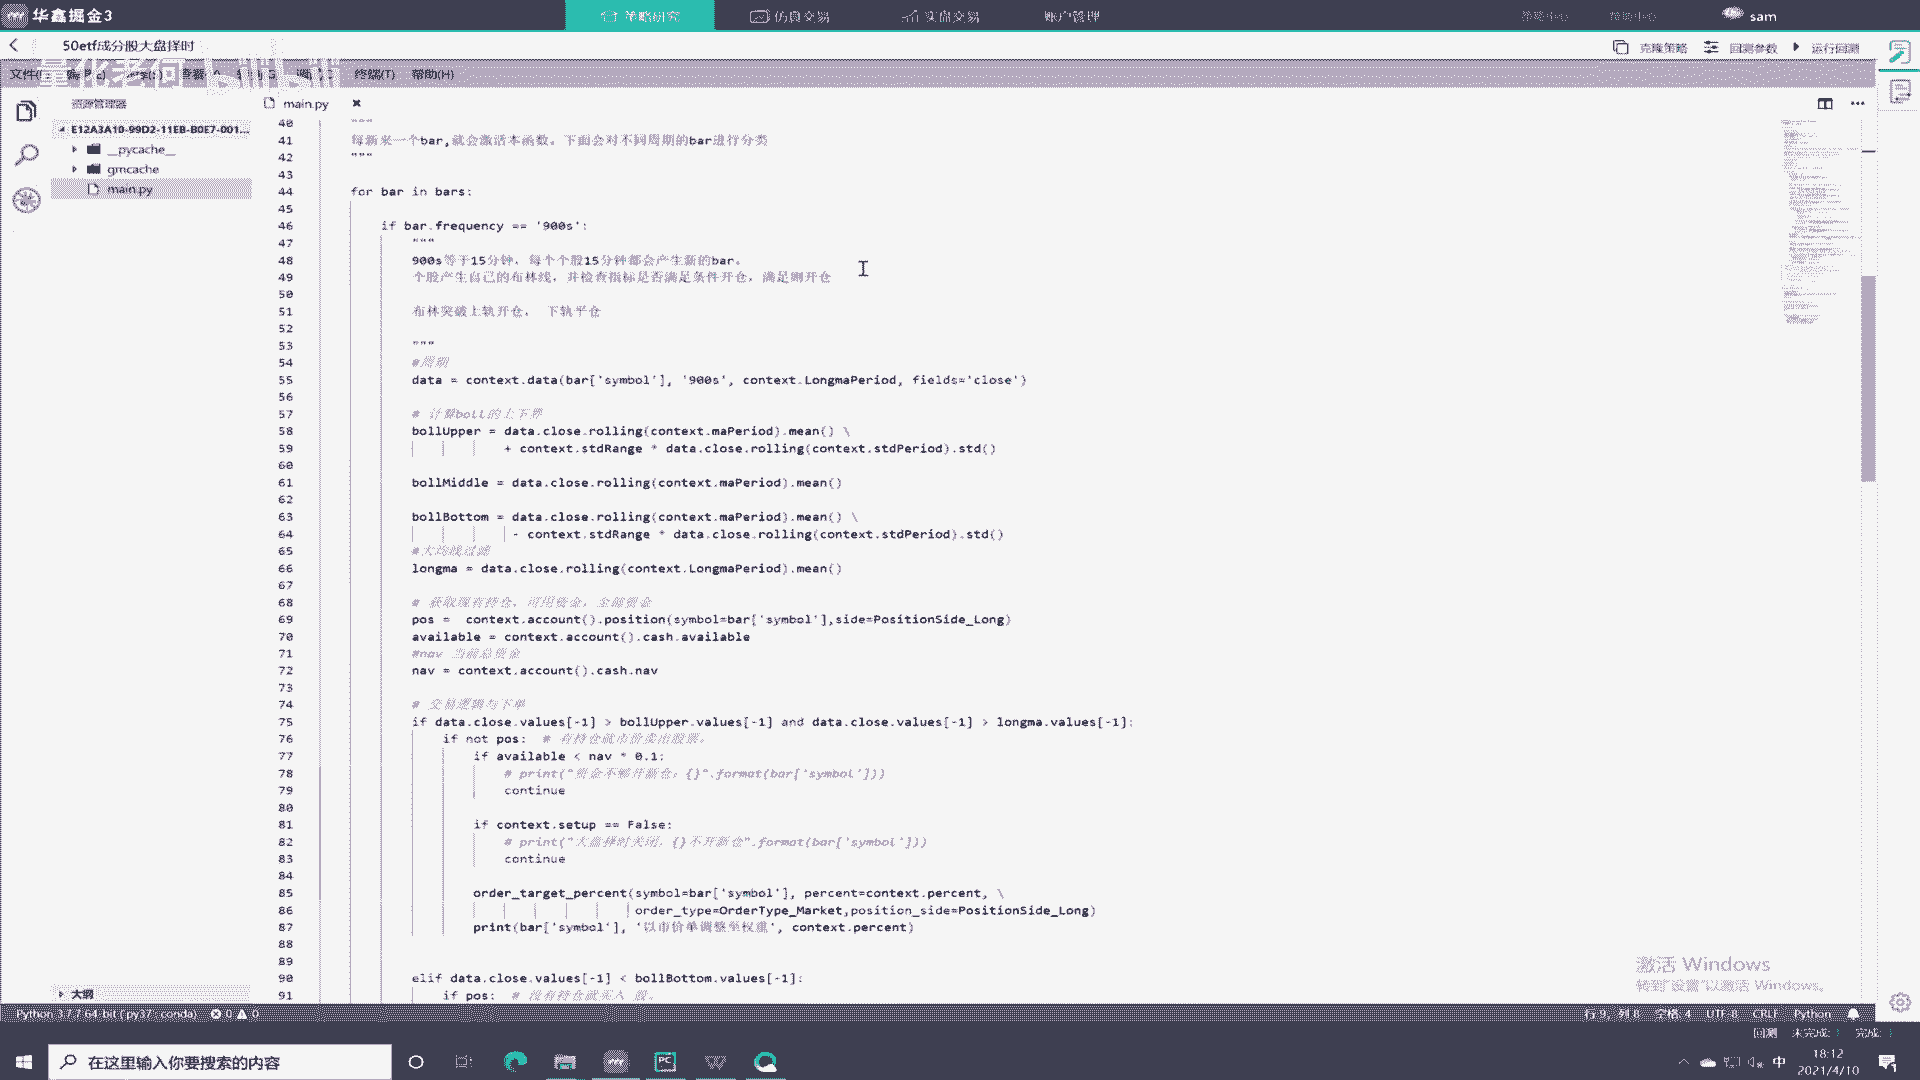 华鑫掘金3
策略研究
仿真交易
实盘交易
账户管理
策略中心
帮助中心
sam
50etf成分股大盘择时
克隆策略
回测参数
运行回测
终端(T)
帮助(H)
资源管理器
E12A3A10-99D2-11EB-B0E7-001...
__pycache__
gmcache
main.py
大纲
main.py
40 """
41 每新来一个bar,就会激活本函数。下面会对不同周期的bar进行分类
42 """
43
44 for bar in bars:
45
46 if bar.frequency == '900s':
47 """
48 900s等于15分钟，每个个股15分钟都会产生新的bar。
49 个股产生自己的布林线，并检查指标是否满足条件开仓，满足则开仓
50
51 布林突破上轨开仓， 下轨平仓
52
53 """
54 #周期
55 data = context.data(bar['symbol'], '900s', context.LongmaPeriod, fields='close')
56
57 # 计算boll的上下界
58 bollUpper = data.close.rolling(context.maPeriod).mean() \
59 + context.stdRange * data.close.rolling(context.stdPeriod).std()
60
61 bollMiddle = data.close.rolling(context.maPeriod).mean()
62
63 bollBottom = data.close.rolling(context.maPeriod).mean() \
64 - context.stdRange * data.close.rolling(context.stdPeriod).std()
65 #大均线过滤
66 longma = data.close.rolling(context.LongmaPeriod).mean()
67
68 # 获取现有持仓，可用资金，全部资金
69 pos =  context.account().position(symbol=bar['symbol'],side=PositionSide_Long)
70 available = context.account().cash.available
71 #nav 当前总资金
72 nav = context.account().cash.nav
73
74 # 交易逻辑与下单
75 if data.close.values[-1] > bollUpper.values[-1] and data.close.values[-1] > longma.values[-1]:
76 if not pos:  # 有持仓就市价卖出股票。
77 if available < nav * 0.1:
78 # print("资金不够开新仓：{}".format(bar['symbol']))
79 continue
80
81 if context.setup == False:
82 # print("大盘择时关闭，{}不开新仓".format(bar['symbol']))
83 continue
84
85 order_target_percent(symbol=bar['symbol'], percent=context.percent, \
86 order_type=OrderType_Market,position_side=PositionSide_Long)
87 print(bar['symbol'], '以市价单调整至权重', context.percent)
88
89
90 elif data.close.values[-1] < bollBottom.values[-1]:
91 if pos:  # 没有持仓就买入 股。
激活 Windows
转到"设置"以激活 Windows。
Python 3.7.7 64-bit ('py37': conda)
0
0
行 9，列 8
空格: 4
UTF-8
CRLF
Python
回测
未完成: 1
完成: 1
在这里输入你要搜索的内容
中
18:12
2021/4/10